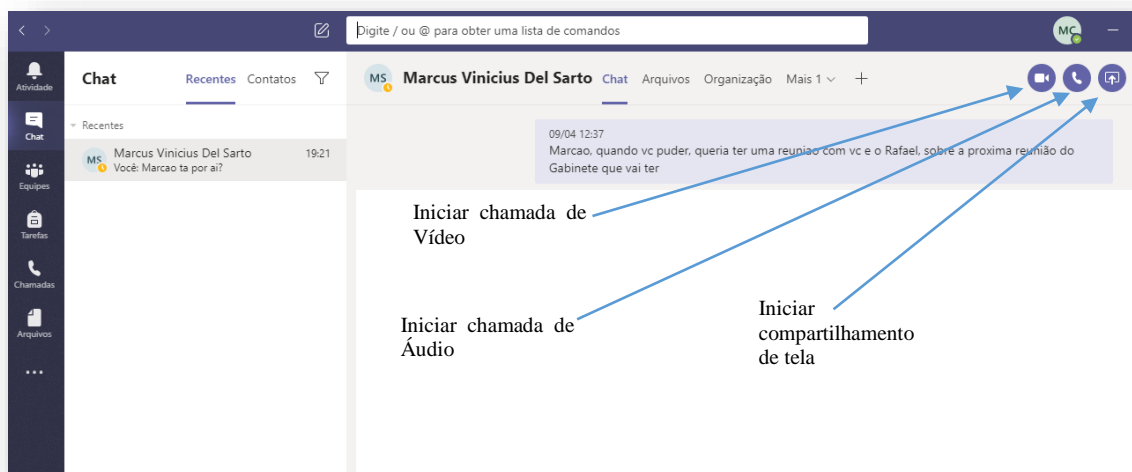 Digite / ou @ para obter uma lista de comandos
MC
Atividade
Chat
Equipes
Tarefas
Chamadas
Arquivos
...
Chat
Recentes
Contatos
Recentes
MS
Marcus Vinicius Del Sarto
19:21
Você: Marcao ta por ai?
MS
Marcus Vinicius Del Sarto
Chat
Arquivos
Organização
Mais 1
09/04 12:37
Marcao, quando vc puder, queria ter uma reuniao com vc e o Rafael, sobre a proxima reunião do
Gabinete que vai ter
Iniciar chamada de
Vídeo
Iniciar chamada de
Áudio
Iniciar
compartilhamento
de tela